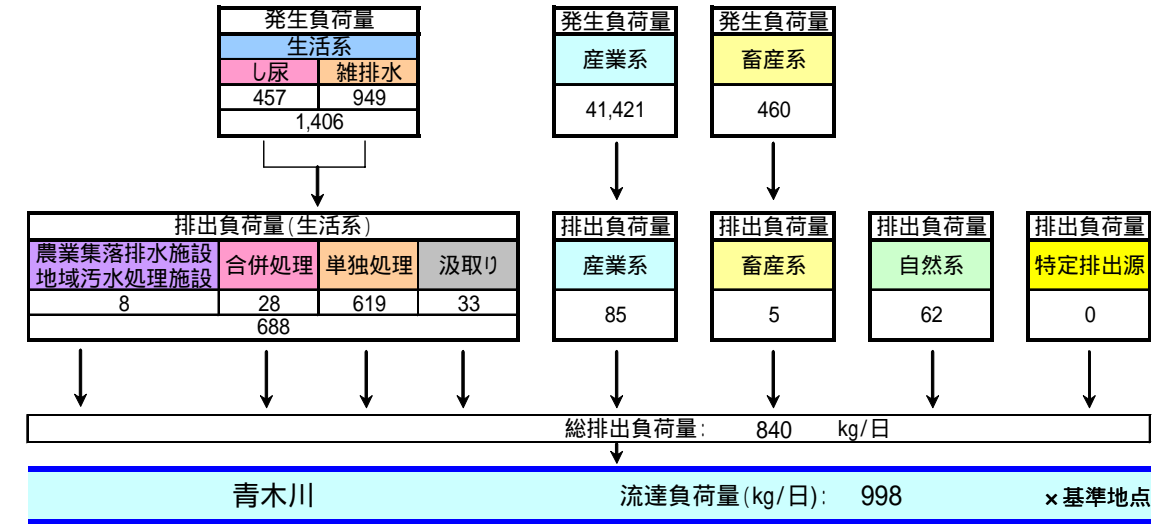 発生負荷量 発生負荷量 発生負荷量
生活系 産業系 畜産系
し尿 雑排水
457 949 41,421 460
1,406
排出負荷量(生活系) 排出負荷量 排出負荷量 排出負荷量 排出負荷量
農業集落排水施設
地域汚水処理施設 合併処理 単独処理 汲取り 産業系 畜産系 自然系 特定排出源
8 28 619 33 85 5 62 0
688
総排出負荷量: 840 kg/日
青木川 流達負荷量(kg/日): 998 ×基準地点